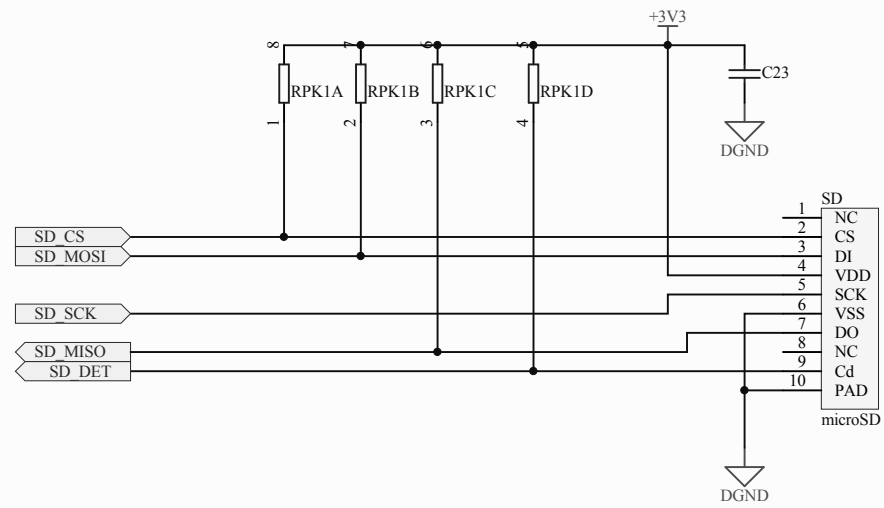 +3V3
8
7
6
5
RPK1A
RPK1B
RPK1C
RPK1D
C23
1
2
3
4
DGND
SD
1 NC
SD_CS
2 CS
SD_MOSI
3 DI
4 VDD
5 SCK
SD_SCK
6 VSS
7 DO
SD_MISO
8 NC
SD_DET
9 Cd
10 PAD
microSD
DGND